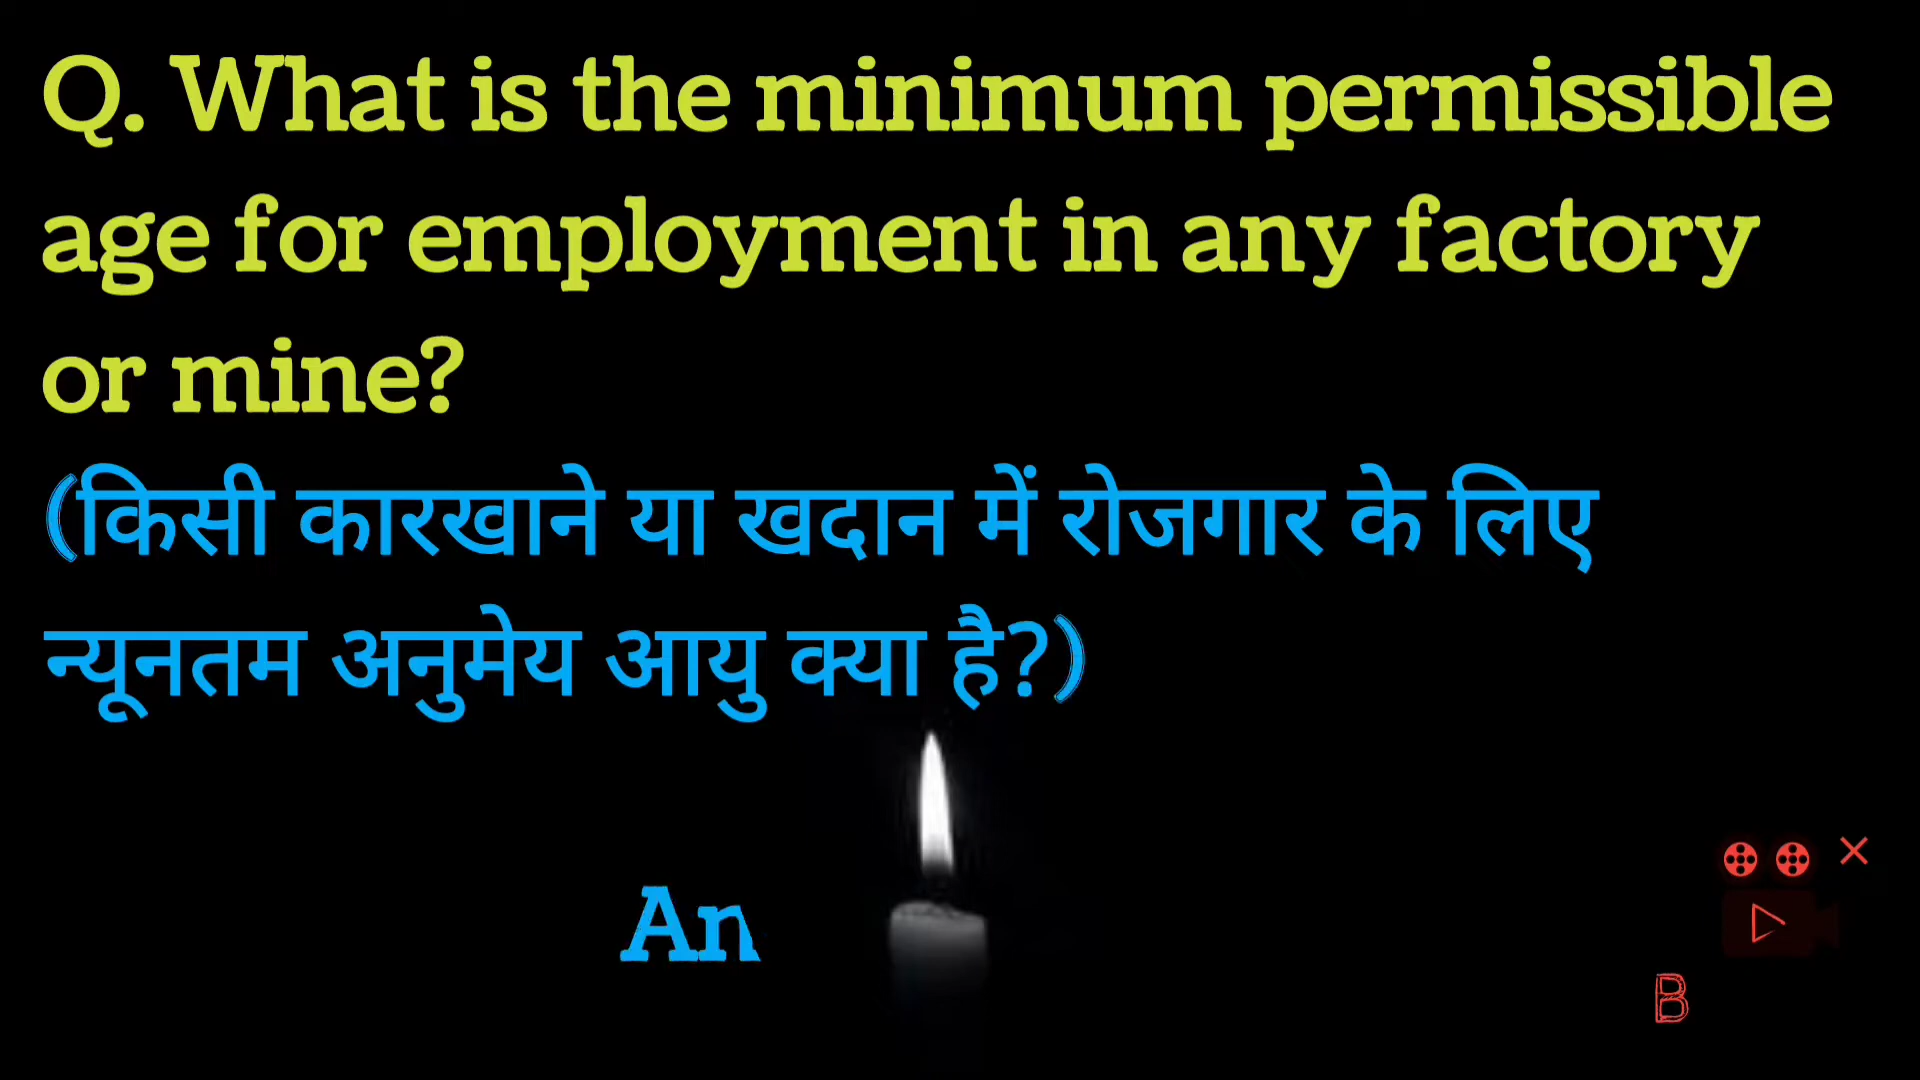 Q. What is the minimum permissible
age for employment in any factory
or mine?
(किसी कारखाने या खदान में रोजगार के लिए
न्यूनतम अनुमेय आयु क्या है?)
An
B